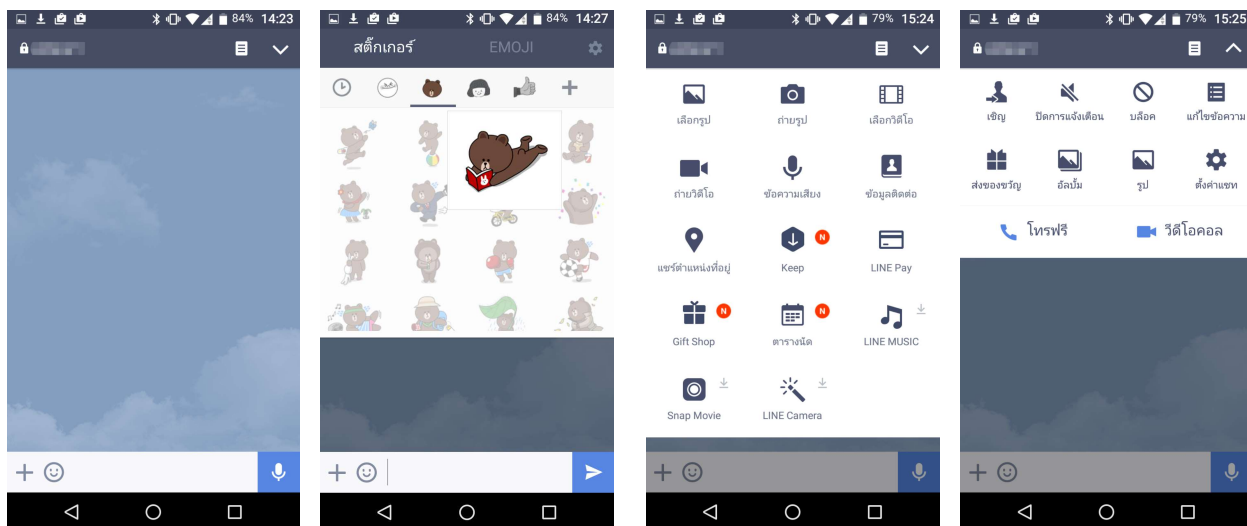 84% 14:23
84% 14:27
สติ๊กเกอร์ EMOJI
79% 15:24
เลือกรูป ถ่ายรูป เลือกวิดีโอ
ถ่ายวิดีโอ ข้อความเสียง ข้อมูลติดต่อ
แชร์ตำแหน่งที่อยู่ Keep N LINE Pay
Gift Shop N ตารางนัด N LINE MUSIC
Snap Movie LINE Camera
79% 15:25
เชิญ ปิดการแจ้งเตือน บล็อค แก้ไขข้อความ
ส่งของขวัญ อัลบั้ม รูป ตั้งค่าแชท
โทรฟรี วีดีโอคอล